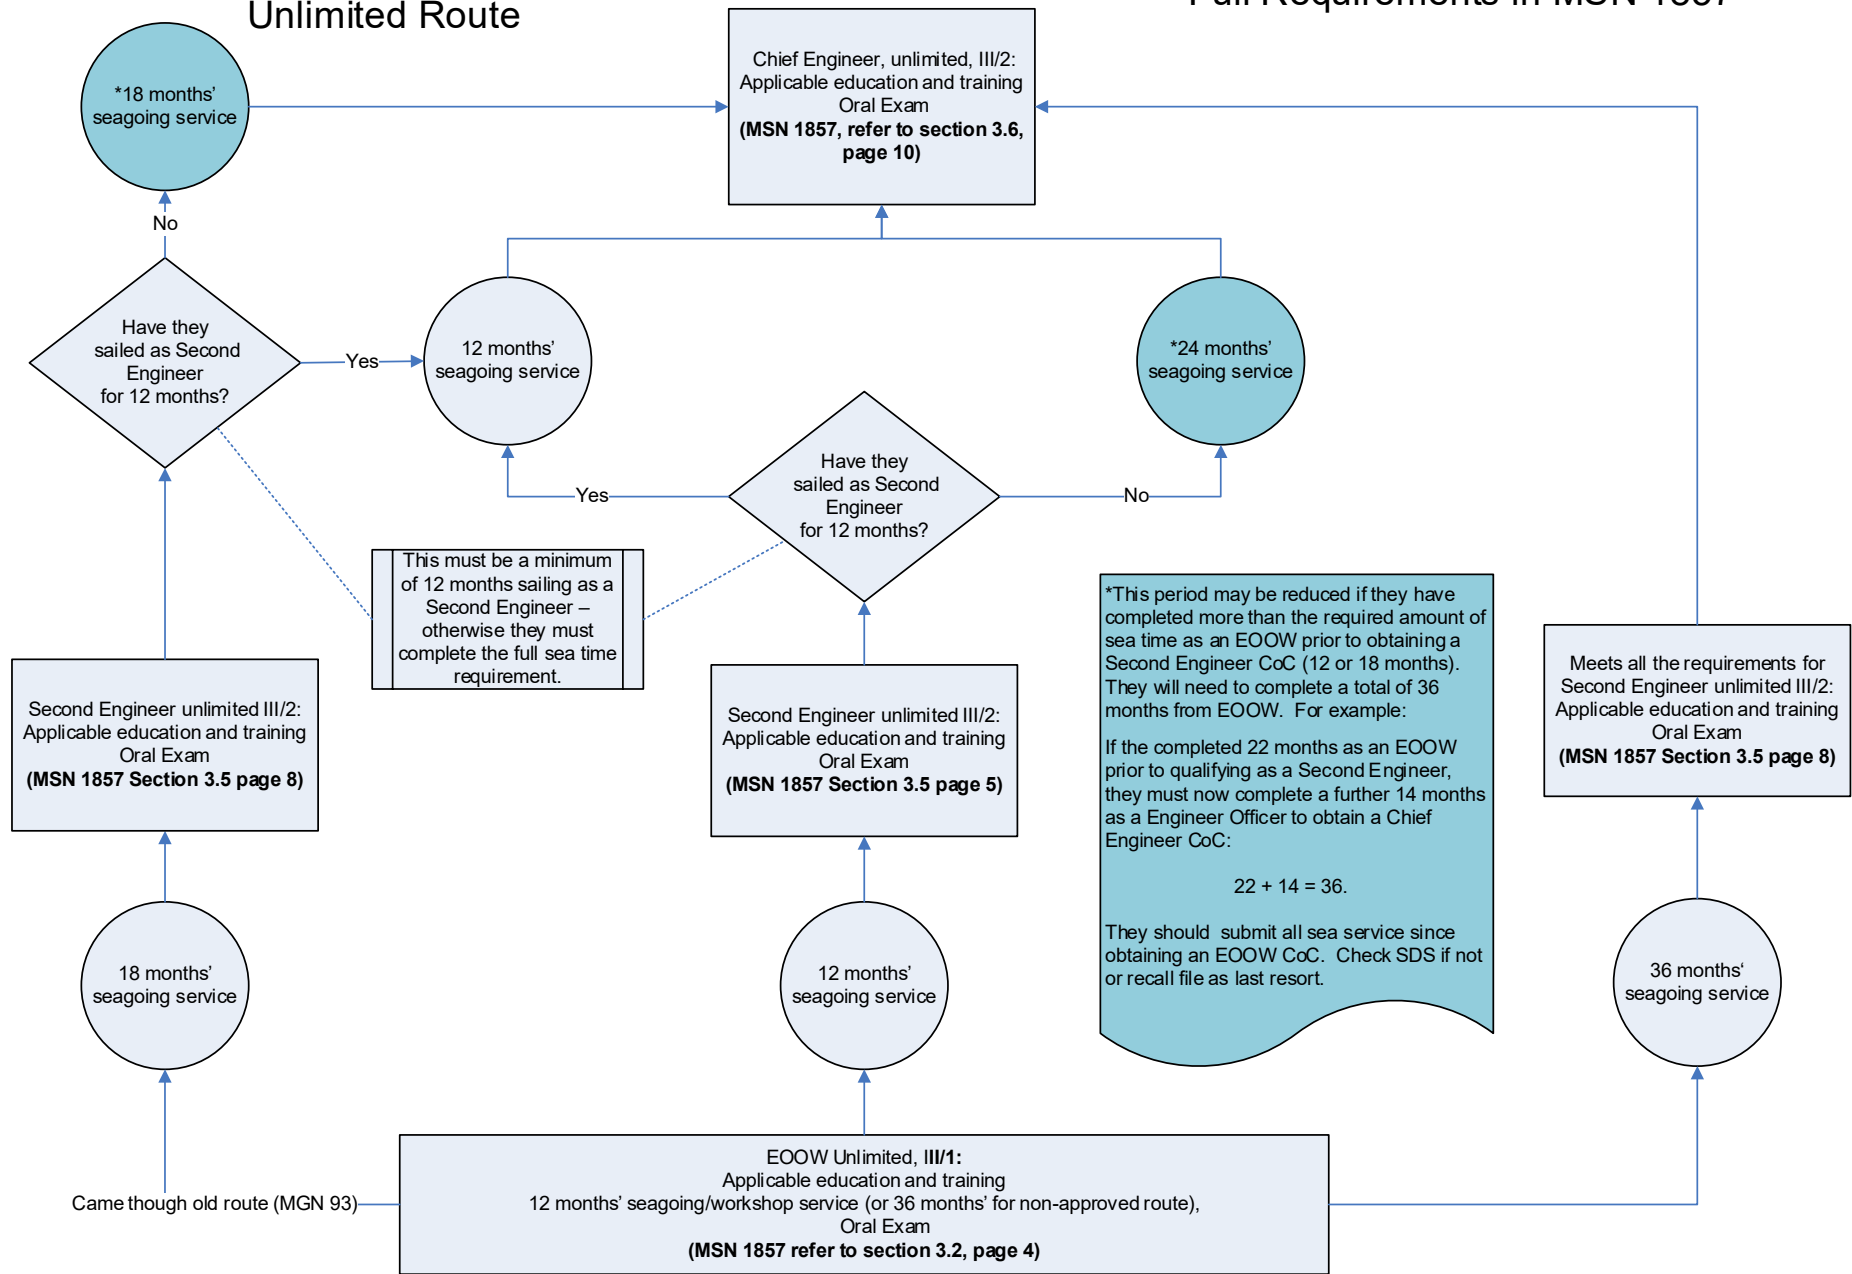 Unlimited Route
Full Requirements in MSN 1857
*18 months’
seagoing service
Chief Engineer, unlimited, III/2:
Applicable education and training
Oral Exam
(MSN 1857, refer to section 3.6,
page 10)
No
Have they
sailed as Second
Engineer
for 12 months?
Yes
12 months’
seagoing service
*24 months’
seagoing service
Have they
sailed as Second
Engineer
for 12 months?
Yes
No
This must be a minimum
of 12 months sailing as a
Second Engineer –
otherwise they must
complete the full sea time
requirement.
*This period may be reduced if they have
completed more than the required amount of
sea time as an EOOW prior to obtaining a
Second Engineer CoC (12 or 18 months).
They will need to complete a total of 36
months from EOOW.  For example:
If the completed 22 months as an EOOW
prior to qualifying as a Second Engineer,
they must now complete a further 14 months
as a Engineer Officer to obtain a Chief
Engineer CoC:
22 + 14 = 36.
They should  submit all sea service since
obtaining an EOOW CoC.  Check SDS if not
or recall file as last resort.
Second Engineer unlimited III/2:
Applicable education and training
Oral Exam
(MSN 1857 Section 3.5 page 8)
Second Engineer unlimited III/2:
Applicable education and training
Oral Exam
(MSN 1857 Section 3.5 page 5)
Meets all the requirements for
Second Engineer unlimited III/2:
Applicable education and training
Oral Exam
(MSN 1857 Section 3.5 page 8)
18 months’
seagoing service
12 months’
seagoing service
36 months‘
seagoing service
Came though old route (MGN 93)
EOOW Unlimited, III/1:
Applicable education and training
12 months’ seagoing/workshop service (or 36 months’ for non-approved route),
Oral Exam
(MSN 1857 refer to section 3.2, page 4)